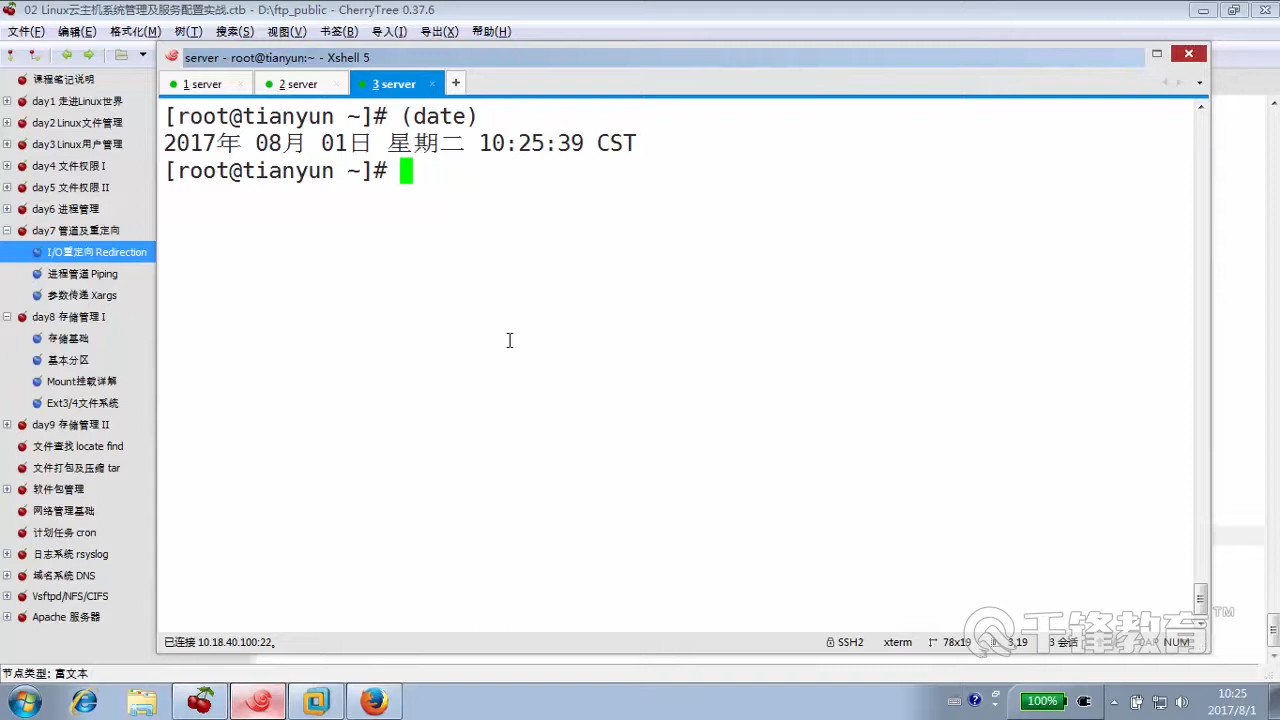 02 Linux云主机系统管理及服务配置实战.ctb - D:\ftp_public - CherryTree 0.37.6
文件(F) 编辑(E) 格式化(M) 树(T) 搜索(S) 视图(V) 书签(B) 导入(I) 导出(X) 帮助(H)
server - root@tianyun:~ - Xshell 5
1 server
2 server
3 server
[root@tianyun ~]# (date)
2017年 08月 01日 星期二 10:25:39 CST
[root@tianyun ~]#
课程笔记说明
day1 走进Linux世界
day2 Linux文件管理
day3 Linux用户管理
day4 文件权限 I
day5 文件权限 II
day6 进程管理
day7 管道及重定向
I/O重定向 Redirection
进程管道 Piping
参数传递 Xargs
day8 存储管理 I
存储基础
基本分区
Mount挂载详解
Ext3/4文件系统
day9 存储管理 II
文件查找 locate find
文件打包及压缩 tar
软件包管理
网络管理基础
计划任务 cron
日志系统 rsyslog
域名系统 DNS
Vsftpd/NFS/CIFS
Apache 服务器
已连接 10.18.40.100:22。
SSH2
xterm
78x19
3,19
3 会话
CAP NUM
千锋教育 TM
节点类型: 富文本
100%
10:25
2017/8/1